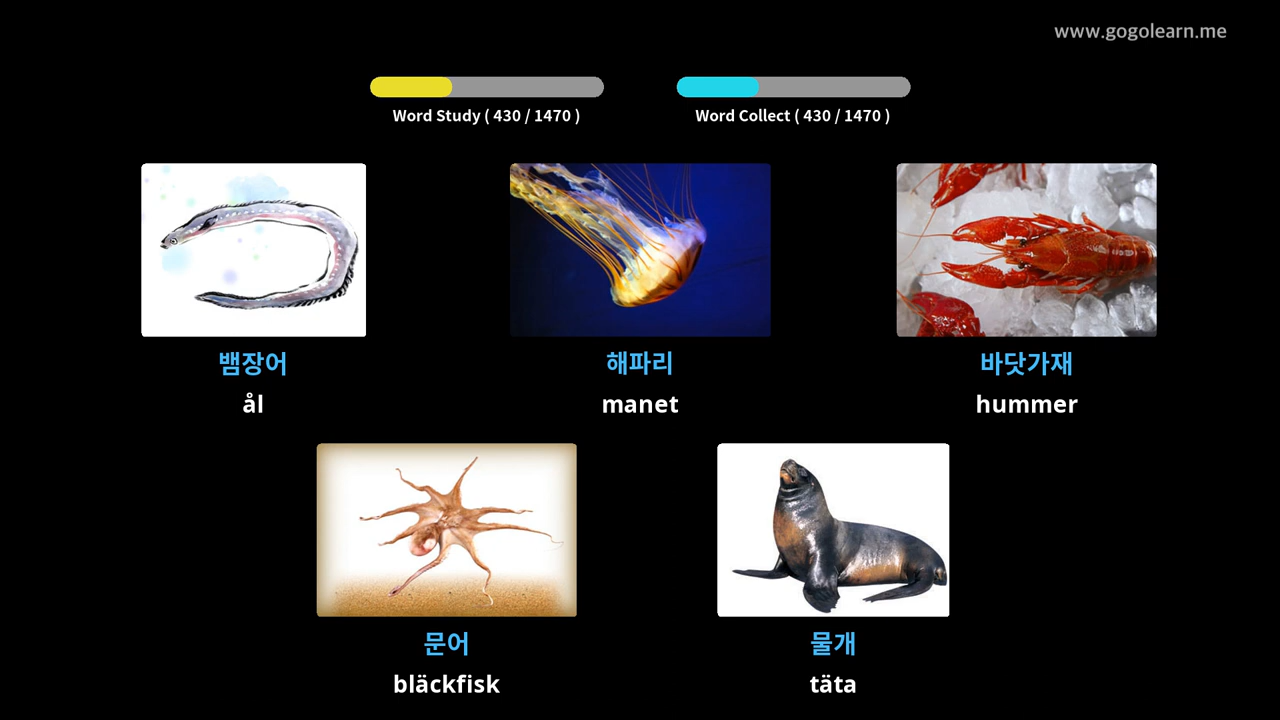 www.gogolearn.me
Word Study ( 430 / 1470 )
Word Collect ( 430 / 1470 )
뱀장어
해파리
바닷가재
ål
manet
hummer
문어
물개
bläckfisk
täta